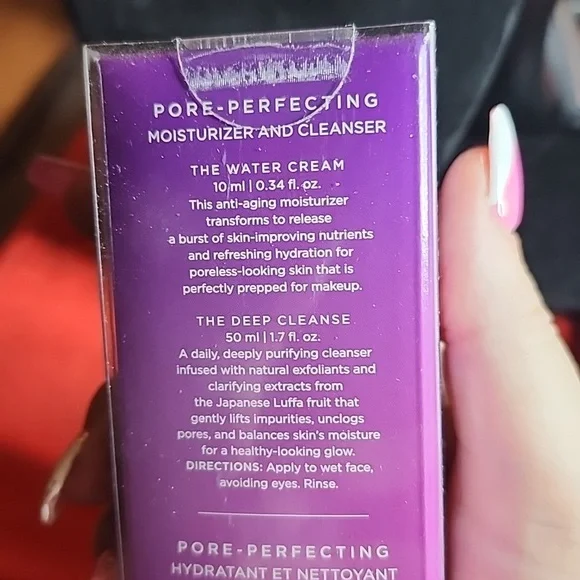 PORE-PERFECTING
MOISTURIZER AND CLEANSER
THE WATER CREAM
10 ml | 0.34 fl. oz.
This anti-aging moisturizer
transforms to release
a burst of skin-improving nutrients
and refreshing hydration for
poreless-looking skin that is
perfectly prepped for makeup.
THE DEEP CLEANSE
50 ml | 1.7 fl. oz.
A daily, deeply purifying cleanser
infused with natural exfoliants and
clarifying extracts from
the Japanese Luffa fruit that
gently lifts impurities, unclogs
pores, and balances skin's moisture
for a healthy-looking glow.
DIRECTIONS: Apply to wet face,
avoiding eyes. Rinse.
PORE-PERFECTING
HYDRATANT ET NETTOYANT